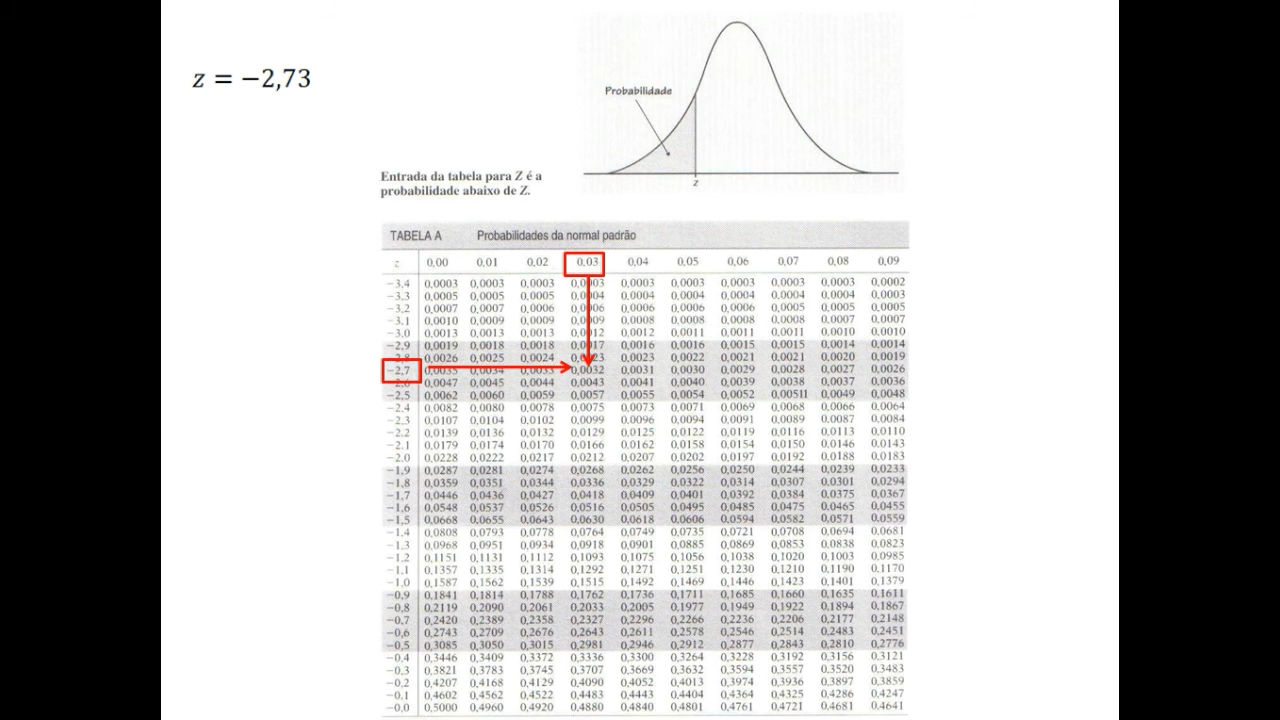 z = −2,73
Probabilidade
z
Entrada da tabela para Z é a
probabilidade abaixo de Z.
TABELA A Probabilidades da normal padrão
z 0,00 0,01 0,02 0,03 0,04 0,05 0,06 0,07 0,08 0,09
−3,4 0,0003 0,0003 0,0003 0,0003 0,0003 0,0003 0,0003 0,0003 0,0003 0,0002
−3,3 0,0005 0,0005 0,0005 0,0004 0,0004 0,0004 0,0004 0,0004 0,0004 0,0003
−3,2 0,0007 0,0007 0,0006 0,0006 0,0006 0,0006 0,0006 0,0005 0,0005 0,0005
−3,1 0,0010 0,0009 0,0009 0,0009 0,0008 0,0008 0,0008 0,0008 0,0007 0,0007
−3,0 0,0013 0,0013 0,0013 0,0012 0,0012 0,0011 0,0011 0,0011 0,0010 0,0010
−2,9 0,0019 0,0018 0,0018 0,0017 0,0016 0,0016 0,0015 0,0015 0,0014 0,0014
−2,8 0,0026 0,0025 0,0024 0,0023 0,0023 0,0022 0,0021 0,0021 0,0020 0,0019
−2,7 0,0035 0,0034 0,0033 0,0032 0,0031 0,0030 0,0029 0,0028 0,0027 0,0026
−2,6 0,0047 0,0045 0,0044 0,0043 0,0041 0,0040 0,0039 0,0038 0,0037 0,0036
−2,5 0,0062 0,0060 0,0059 0,0057 0,0055 0,0054 0,0052 0,00511 0,0049 0,0048
−2,4 0,0082 0,0080 0,0078 0,0075 0,0073 0,0071 0,0069 0,0068 0,0066 0,0064
−2,3 0,0107 0,0104 0,0102 0,0099 0,0096 0,0094 0,0091 0,0089 0,0087 0,0084
−2,2 0,0139 0,0136 0,0132 0,0129 0,0125 0,0122 0,0119 0,0116 0,0113 0,0110
−2,1 0,0179 0,0174 0,0170 0,0166 0,0162 0,0158 0,0154 0,0150 0,0146 0,0143
−2,0 0,0228 0,0222 0,0217 0,0212 0,0207 0,0202 0,0197 0,0192 0,0188 0,0183
−1,9 0,0287 0,0281 0,0274 0,0268 0,0262 0,0256 0,0250 0,0244 0,0239 0,0233
−1,8 0,0359 0,0351 0,0344 0,0336 0,0329 0,0322 0,0314 0,0307 0,0301 0,0294
−1,7 0,0446 0,0436 0,0427 0,0418 0,0409 0,0401 0,0392 0,0384 0,0375 0,0367
−1,6 0,0548 0,0537 0,0526 0,0516 0,0505 0,0495 0,0485 0,0475 0,0465 0,0455
−1,5 0,0668 0,0655 0,0643 0,0630 0,0618 0,0606 0,0594 0,0582 0,0571 0,0559
−1,4 0,0808 0,0793 0,0778 0,0764 0,0749 0,0735 0,0721 0,0708 0,0694 0,0681
−1,3 0,0968 0,0951 0,0934 0,0918 0,0901 0,0885 0,0869 0,0853 0,0838 0,0823
−1,2 0,1151 0,1131 0,1112 0,1093 0,1075 0,1056 0,1038 0,1020 0,1003 0,0985
−1,1 0,1357 0,1335 0,1314 0,1292 0,1271 0,1251 0,1230 0,1210 0,1190 0,1170
−1,0 0,1587 0,1562 0,1539 0,1515 0,1492 0,1469 0,1446 0,1423 0,1401 0,1379
−0,9 0,1841 0,1814 0,1788 0,1762 0,1736 0,1711 0,1685 0,1660 0,1635 0,1611
−0,8 0,2119 0,2090 0,2061 0,2033 0,2005 0,1977 0,1949 0,1922 0,1894 0,1867
−0,7 0,2420 0,2389 0,2358 0,2327 0,2296 0,2266 0,2236 0,2206 0,2177 0,2148
−0,6 0,2743 0,2709 0,2676 0,2643 0,2611 0,2578 0,2546 0,2514 0,2483 0,2451
−0,5 0,3085 0,3050 0,3015 0,2981 0,2946 0,2912 0,2877 0,2843 0,2810 0,2776
−0,4 0,3446 0,3409 0,3372 0,3336 0,3300 0,3264 0,3228 0,3192 0,3156 0,3121
−0,3 0,3821 0,3783 0,3745 0,3707 0,3669 0,3632 0,3594 0,3557 0,3520 0,3483
−0,2 0,4207 0,4168 0,4129 0,4090 0,4052 0,4013 0,3974 0,3936 0,3897 0,3859
−0,1 0,4602 0,4562 0,4522 0,4483 0,4443 0,4404 0,4364 0,4325 0,4286 0,4247
−0,0 0,5000 0,4960 0,4920 0,4880 0,4840 0,4801 0,4761 0,4721 0,4681 0,4641